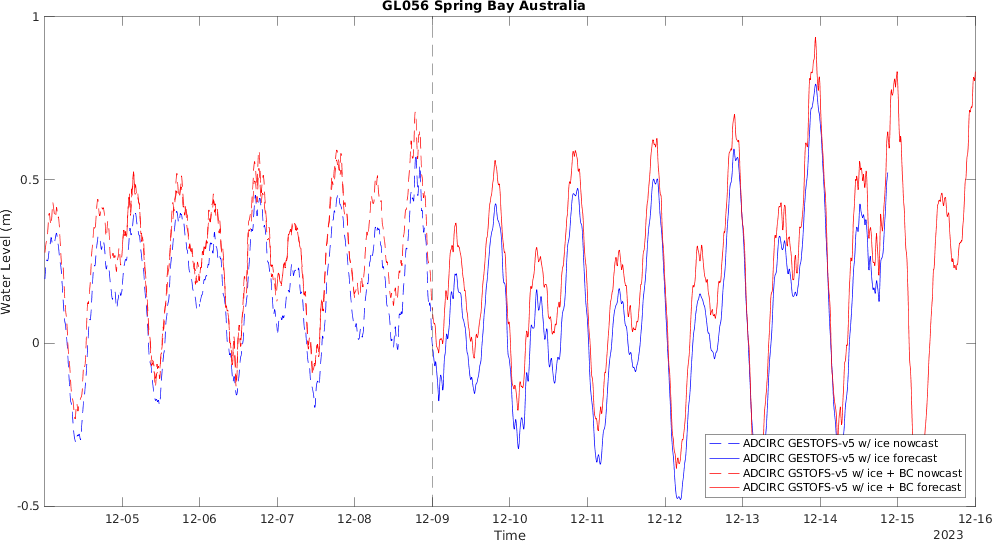 GL056 Spring Bay Australia
1
0.5
0
-0.5
Water Level (m)
12-05 12-06 12-07 12-08 12-09 12-10 12-11 12-12 12-13 12-14 12-15 12-16
Time
2023
ADCIRC GESTOFS-v5 w/ ice nowcast
ADCIRC GESTOFS-v5 w/ ice forecast
ADCIRC GSTOFS-v5 w/ ice + BC nowcast
ADCIRC GSTOFS-v5 w/ ice + BC forecast